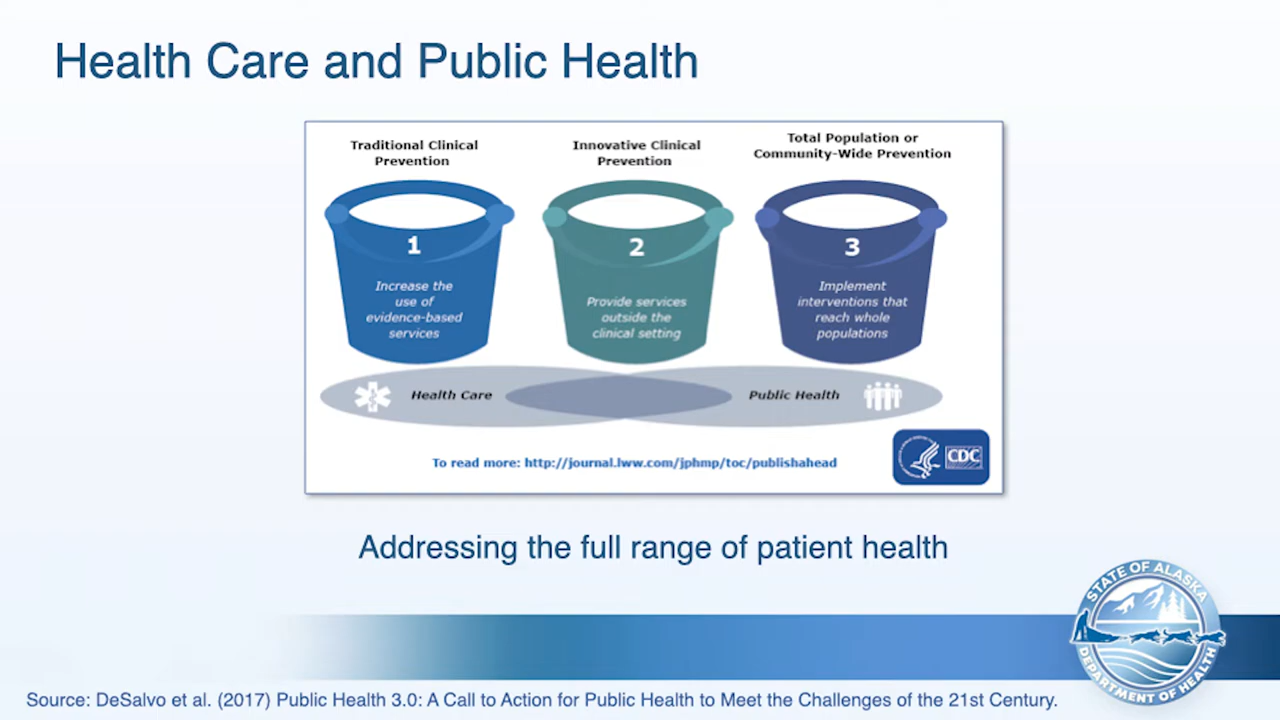 Health Care and Public Health
Traditional Clinical
Prevention
Innovative Clinical
Prevention
Total Population or
Community-Wide Prevention
1
Increase the
use of
evidence-based
services
2
Provide services
outside the
clinical setting
3
Implement
interventions that
reach whole
populations
Health Care
Public Health
To read more: http://journal.lww.com/jphmp/toc/publishahead
CDC
Addressing the full range of patient health
STATE OF ALASKA
DEPARTMENT OF HEALTH
Source: DeSalvo et al. (2017) Public Health 3.0: A Call to Action for Public Health to Meet the Challenges of the 21st Century.